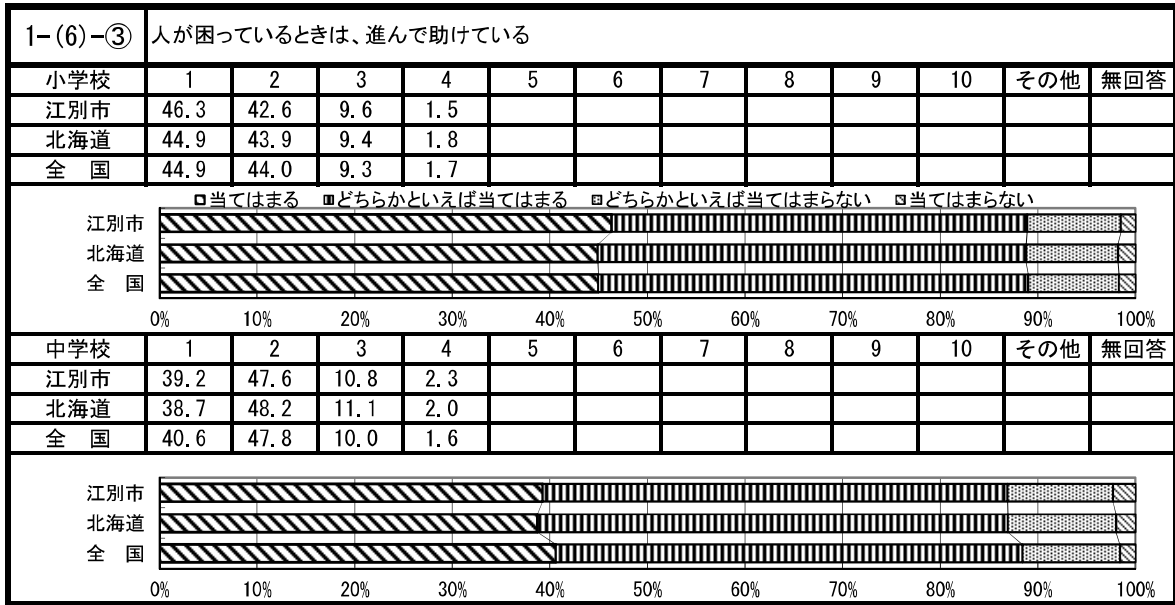 1-(6)-③ 人が困っているときは、進んで助けている
小学校 1 2 3 4 5 6 7 8 9 10 その他 無回答
江別市 46.3 42.6 9.6 1.5
北海道 44.9 43.9 9.4 1.8
全 国 44.9 44.0 9.3 1.7
当てはまる どちらかといえば当てはまる どちらかといえば当てはまらない 当てはまらない
江別市
北海道
全 国
0% 10% 20% 30% 40% 50% 60% 70% 80% 90% 100%
中学校 1 2 3 4 5 6 7 8 9 10 その他 無回答
江別市 39.2 47.6 10.8 2.3
北海道 38.7 48.2 11.1 2.0
全 国 40.6 47.8 10.0 1.6
江別市
北海道
全 国
0% 10% 20% 30% 40% 50% 60% 70% 80% 90% 100%